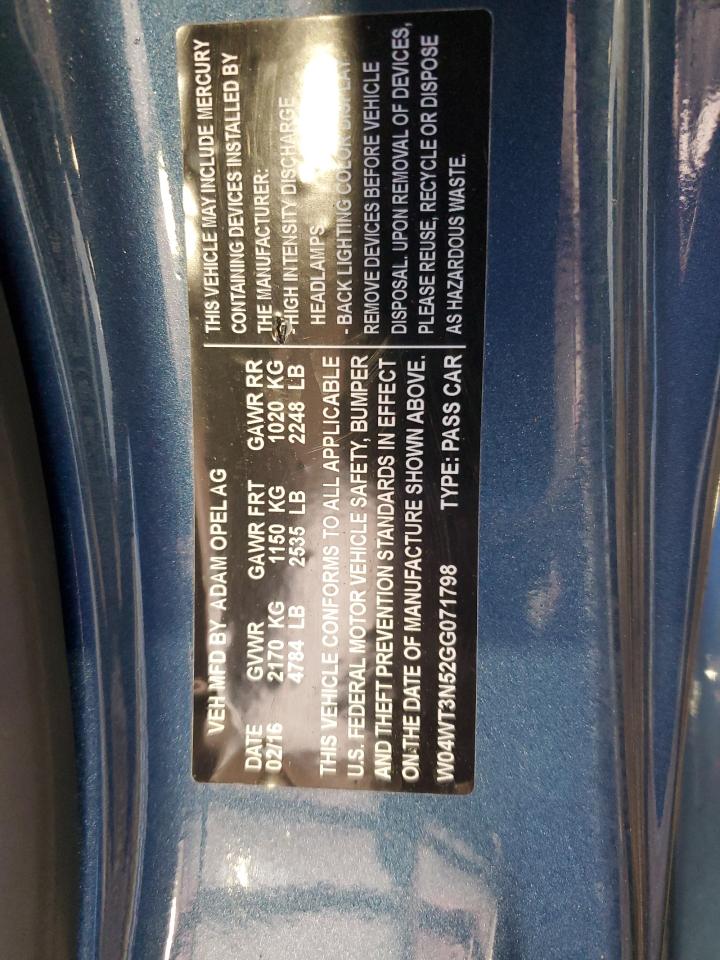 VEH MFD BY ADAM OPEL AG
DATE GVWR GAWR FRT GAWR RR
02/16 2170 KG 1150 KG 1020 KG
4784 LB 2535 LB 2248 LB
THIS VEHICLE CONFORMS TO ALL APPLICABLE
U.S. FEDERAL MOTOR VEHICLE SAFETY, BUMPER
AND THEFT PREVENTION STANDARDS IN EFFECT
ON THE DATE OF MANUFACTURE SHOWN ABOVE.
W04WT3N52GG071798 TYPE: PASS CAR
THIS VEHICLE MAY INCLUDE MERCURY
CONTAINING DEVICES INSTALLED BY
THE MANUFACTURER:
-HIGH INTENSITY DISCHARGE
HEADLAMPS
- BACK LIGHTING COLOR DISPLAY
REMOVE DEVICES BEFORE VEHICLE
DISPOSAL. UPON REMOVAL OF DEVICES,
PLEASE REUSE, RECYCLE OR DISPOSE
AS HAZARDOUS WASTE.